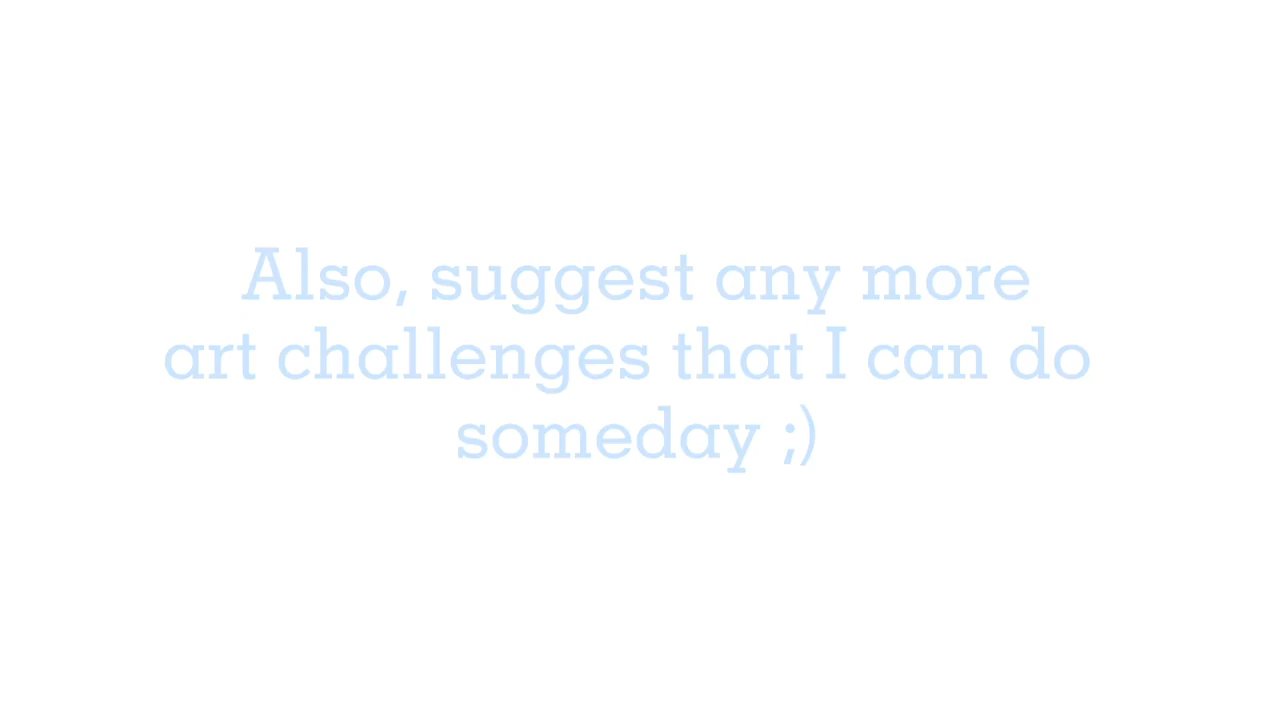 Also, suggest any more
art challenges that I can do
someday ;)